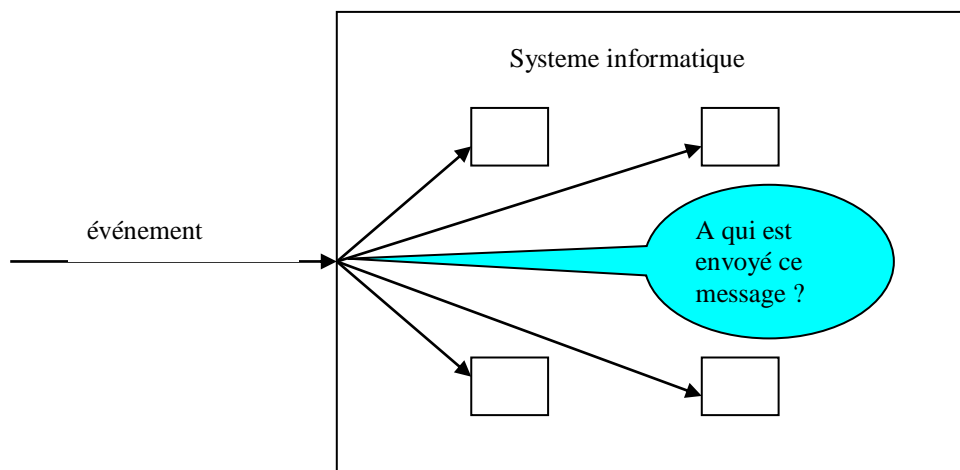 Systeme informatique
événement
A qui est
envoyé ce
message ?